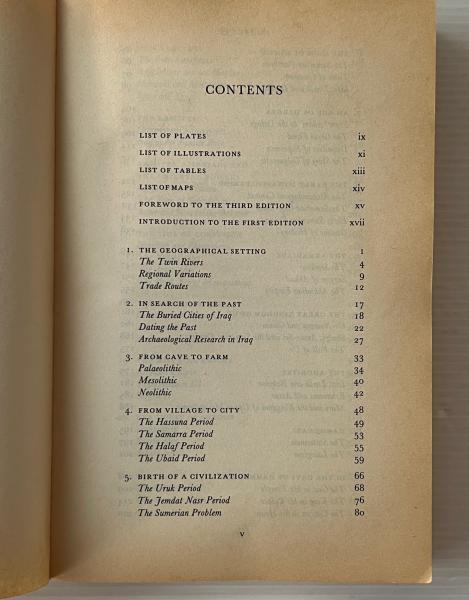 CONTENTS
LIST OF PLATES ix
LIST OF ILLUSTRATIONS xi
LIST OF TABLES xiii
LIST OF MAPS xiv
FOREWORD TO THE THIRD EDITION xv
INTRODUCTION TO THE FIRST EDITION xvii
1. THE GEOGRAPHICAL SETTING 1
The Twin Rivers 4
Regional Variations 9
Trade Routes 12
2. IN SEARCH OF THE PAST 17
The Buried Cities of Iraq 18
Dating the Past 22
Archaeological Research in Iraq 27
3. FROM CAVE TO FARM 33
Palaeolithic 34
Mesolithic 40
Neolithic 42
4. FROM VILLAGE TO CITY 48
The Hassuna Period 49
The Samarra Period 53
The Halaf Period 55
The Ubaid Period 59
5. BIRTH OF A CIVILIZATION 66
The Uruk Period 68
The Jemdat Nasr Period 76
The Sumerian Problem 80
v